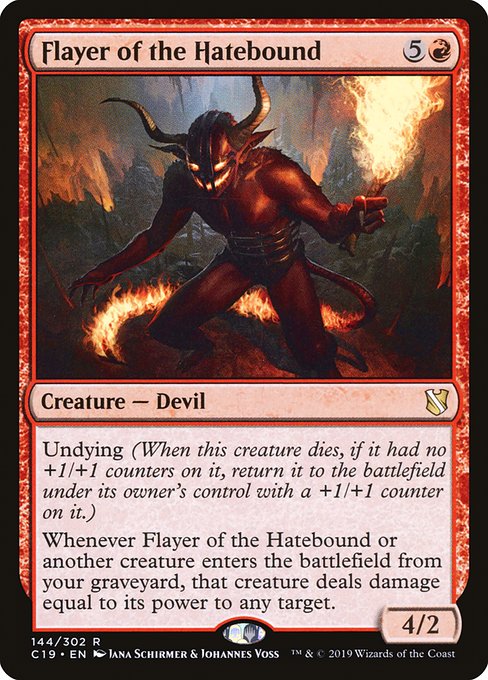 Flayer of the Hatebound 5
Creature — Devil
Undying (When this creature dies, if it had no
+1/+1 counters on it, return it to the battlefield
under its owner's control with a +1/+1 counter
on it.)
Whenever Flayer of the Hatebound or
another creature enters the battlefield from
your graveyard, that creature deals damage
equal to its power to any target.
4/2
144/302 R
C19 • EN Jana Schirmer & Johannes Voss ™ & © 2019 Wizards of the Coast